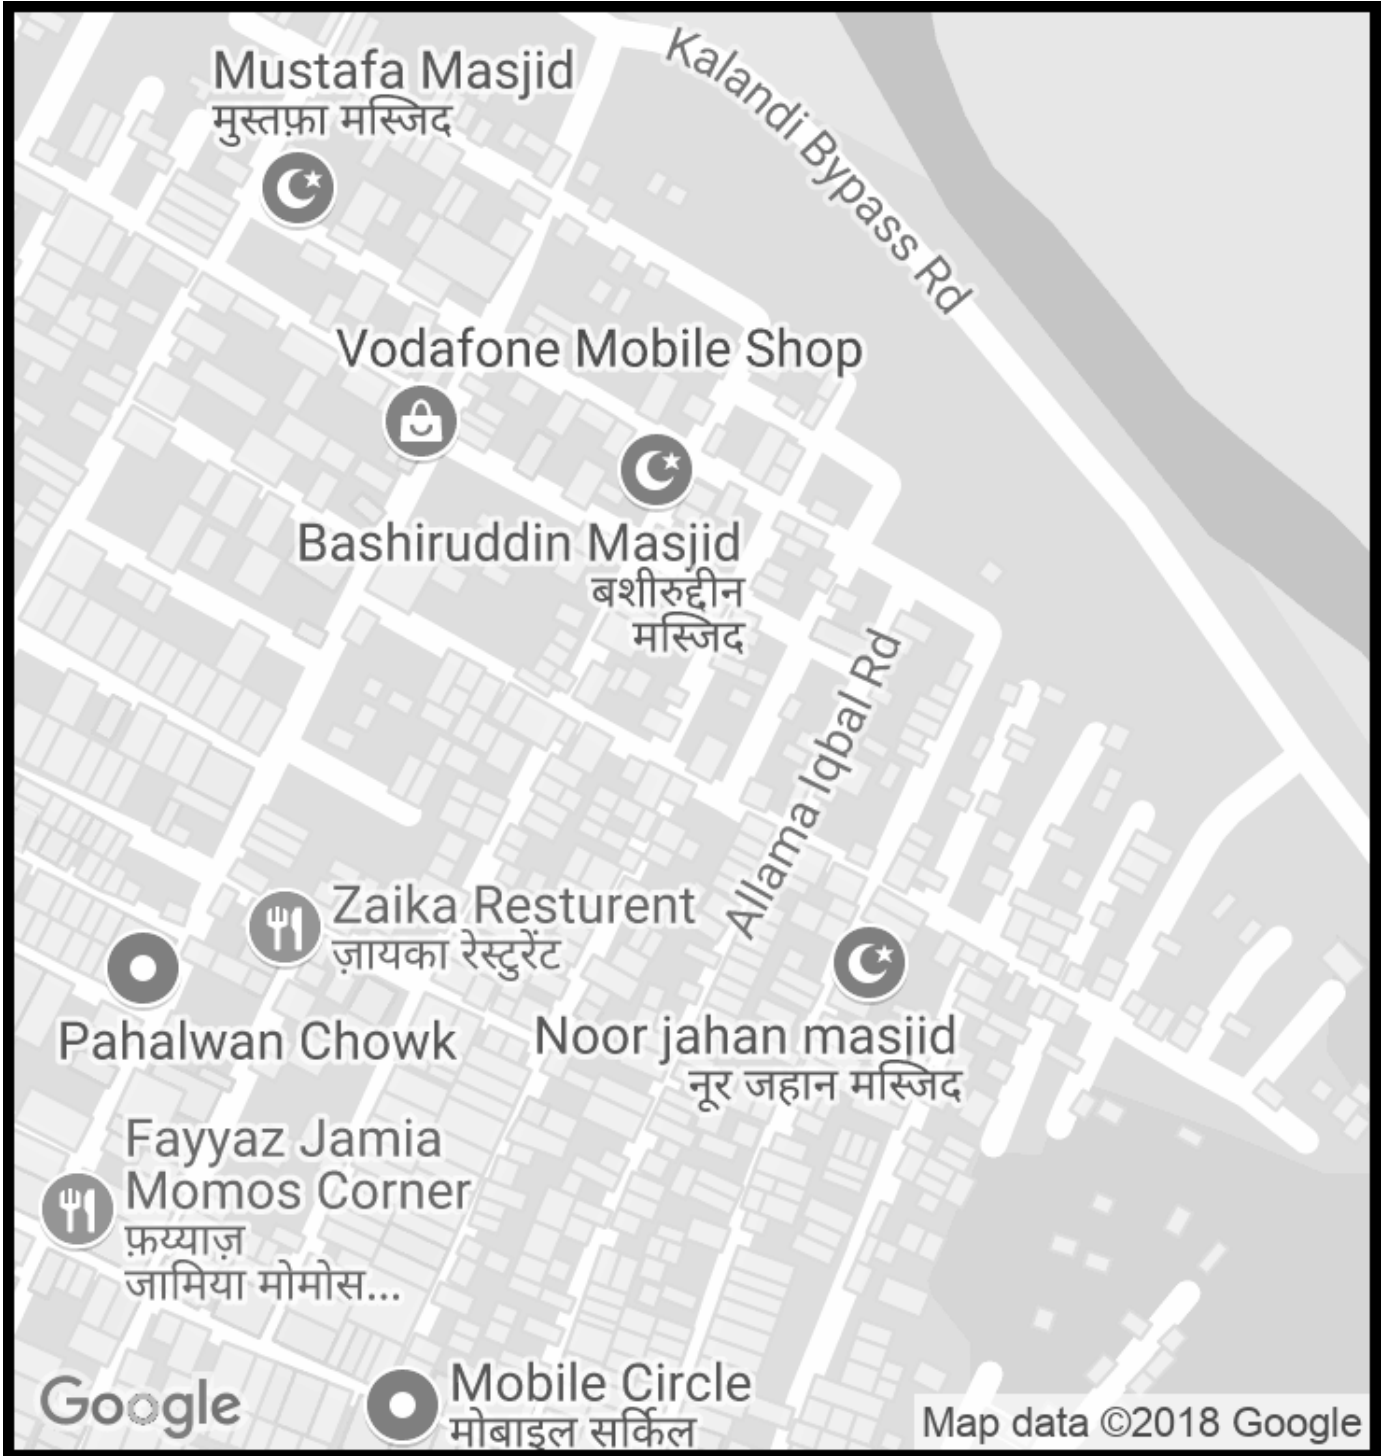 Mustafa Masjid
मुस्तफ़ा मस्जिद
Kalandi Bypass Rd
Vodafone Mobile Shop
Bashiruddin Masjid
बशीरुद्दीन
मस्जिद
Allama Iqbal Rd
Zaika Resturent
ज़ायका रेस्टुरेंट
Pahalwan Chowk
Noor jahan masjid
नूर जहान मस्जिद
Fayyaz Jamia
Momos Corner
फ़य्याज़
जामिया मोमोस...
Mobile Circle
मोबाइल सर्किल
Google
Map data ©2018 Google